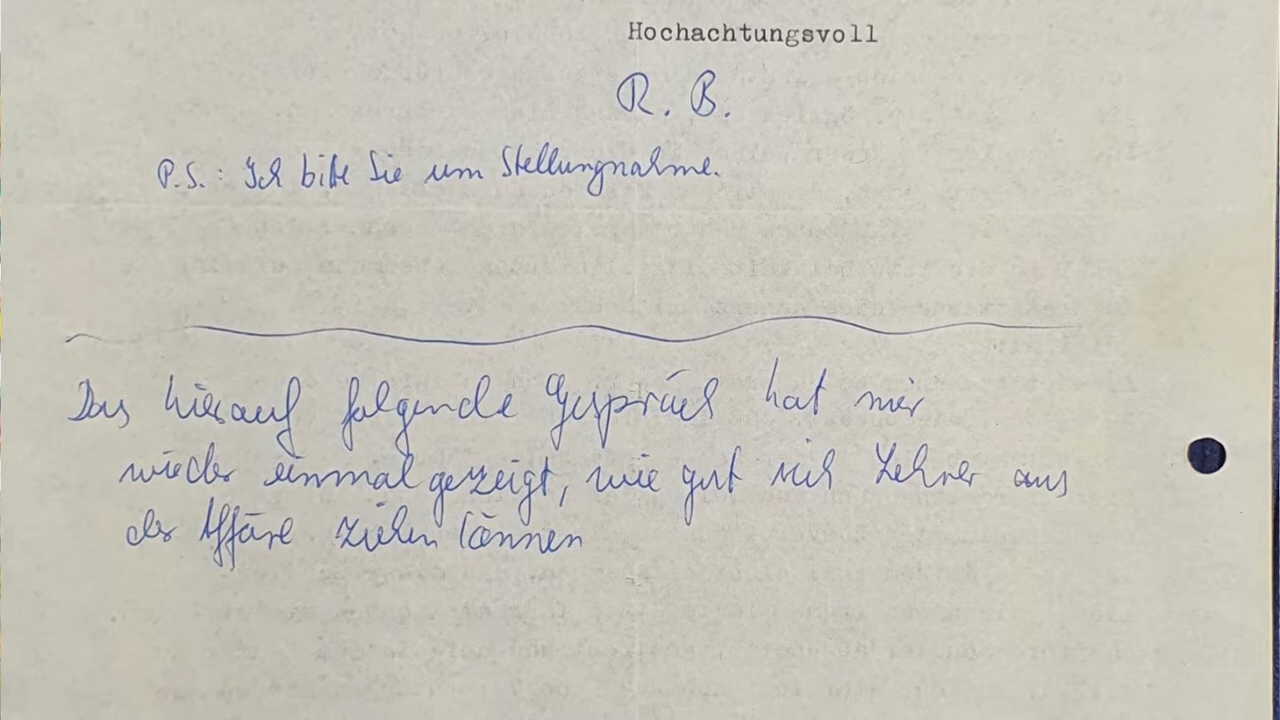 Hochachtungsvoll
R. B.
P.S.: Ich bitte Sie um Stellungnahme.
Das hierauf folgende Gespräch hat mir
wieder einmal gezeigt, wie gut sich Lehrer aus
der Affäre ziehen können